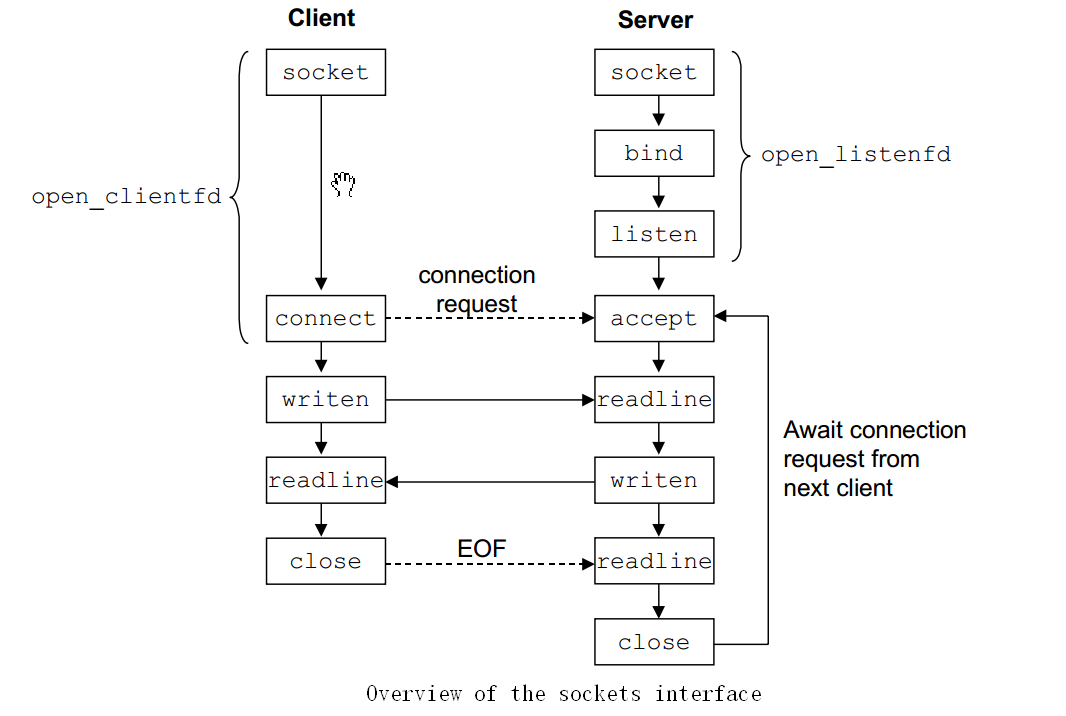 Client
Server
socket
socket
bind
open_listenfd
open_clientfd
listen
connection
request
connect
accept
writen
readline
Await connection
request from
next client
readline
writen
close
EOF
readline
close
Overview of the sockets interface